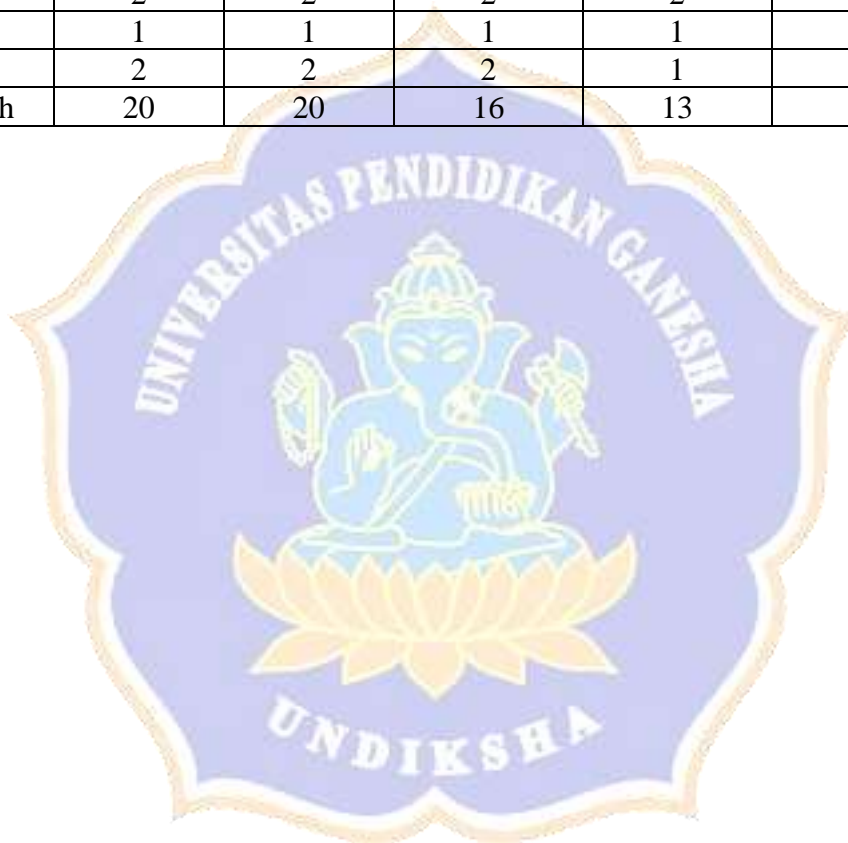 2 2 2 2
1 1 1 1
2 2 2 1
h 20 20 16 13
UNIVERSITAS PENDIDIKAN GANESHA
UNDIKSHA